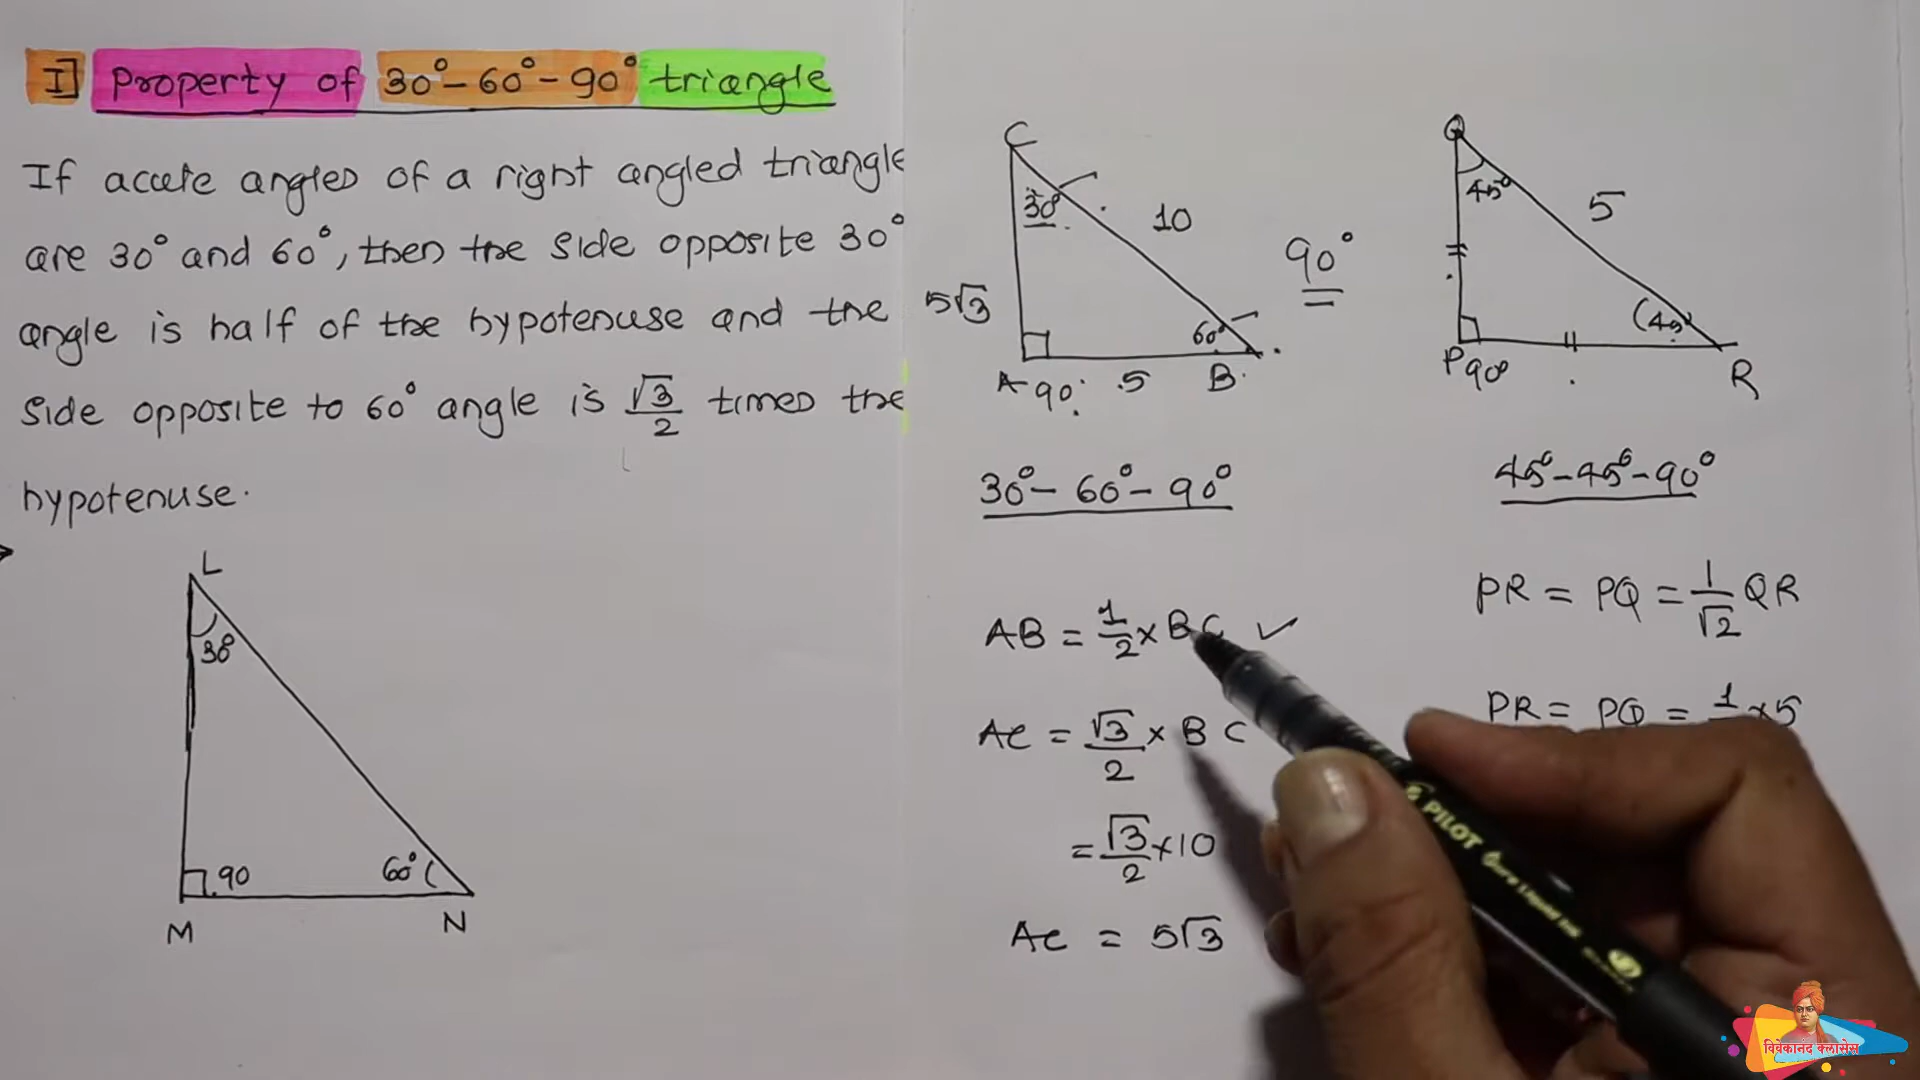 I] Property of 30°-60°-90° triangle
If accute angles of a right angled triangle
are 30° and 60°, then the side opposite 30°
angle is half of the hypotenuse and the
side opposite to 60° angle is √3/2 times the
hypotenuse.
L
30°
90
60°
M
N
C
30°
10
5√3
60°
A
90°
5
B
90°
Q
45°
5
45°
P
90°
R
30°-60°-90°
AB = 1/2 × BC ✓
AC = √3/2 × BC
= √3/2 × 10
AC = 5√3
45°-45°-90°
PR = PQ = 1/√2 QR
PR = PQ = × 5
PILOT
विवेकानंद क्लासेस